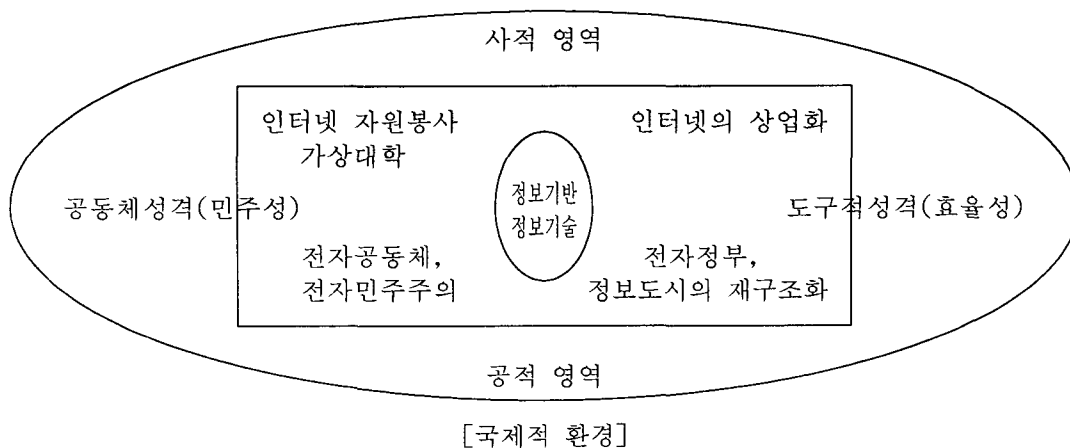 사적 영역
인터넷 자원봉사
가상대학
인터넷의 상업화
정보기반
정보기술
공동체성격(민주성)
도구적성격(효율성)
전자공동체,
전자민주주의
전자정부,
정보도시의 재구조화
공적 영역
[국제적 환경]